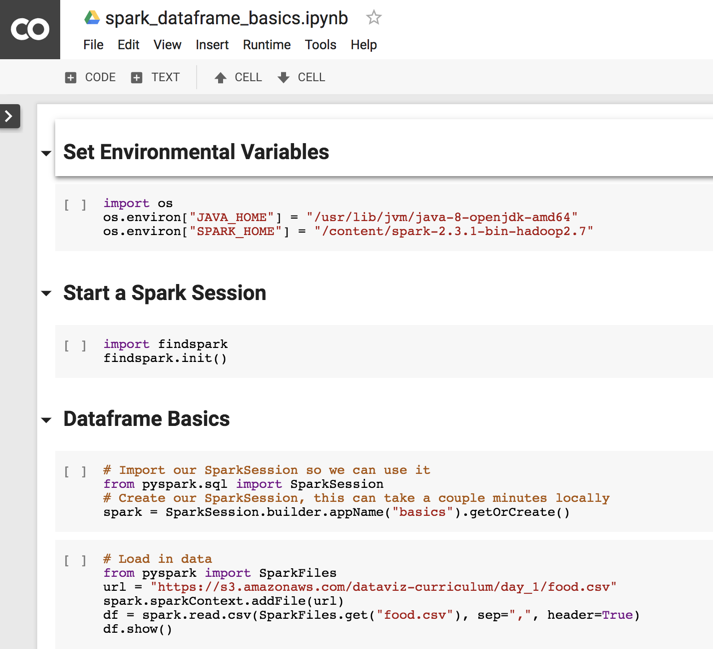 CO
spark_dataframe_basics.ipynb
File Edit View Insert Runtime Tools Help
CODE TEXT CELL CELL
Set Environmental Variables
[ ] import os
os.environ["JAVA_HOME"] = "/usr/lib/jvm/java-8-openjdk-amd64"
os.environ["SPARK_HOME"] = "/content/spark-2.3.1-bin-hadoop2.7"
Start a Spark Session
[ ] import findspark
findspark.init()
Dataframe Basics
[ ] # Import our SparkSession so we can use it
from pyspark.sql import SparkSession
# Create our SparkSession, this can take a couple minutes locally
spark = SparkSession.builder.appName("basics").getOrCreate()
[ ] # Load in data
from pyspark import SparkFiles
url = "https://s3.amazonaws.com/dataviz-curriculum/day_1/food.csv"
spark.sparkContext.addFile(url)
df = spark.read.csv(SparkFiles.get("food.csv"), sep=",", header=True)
df.show()